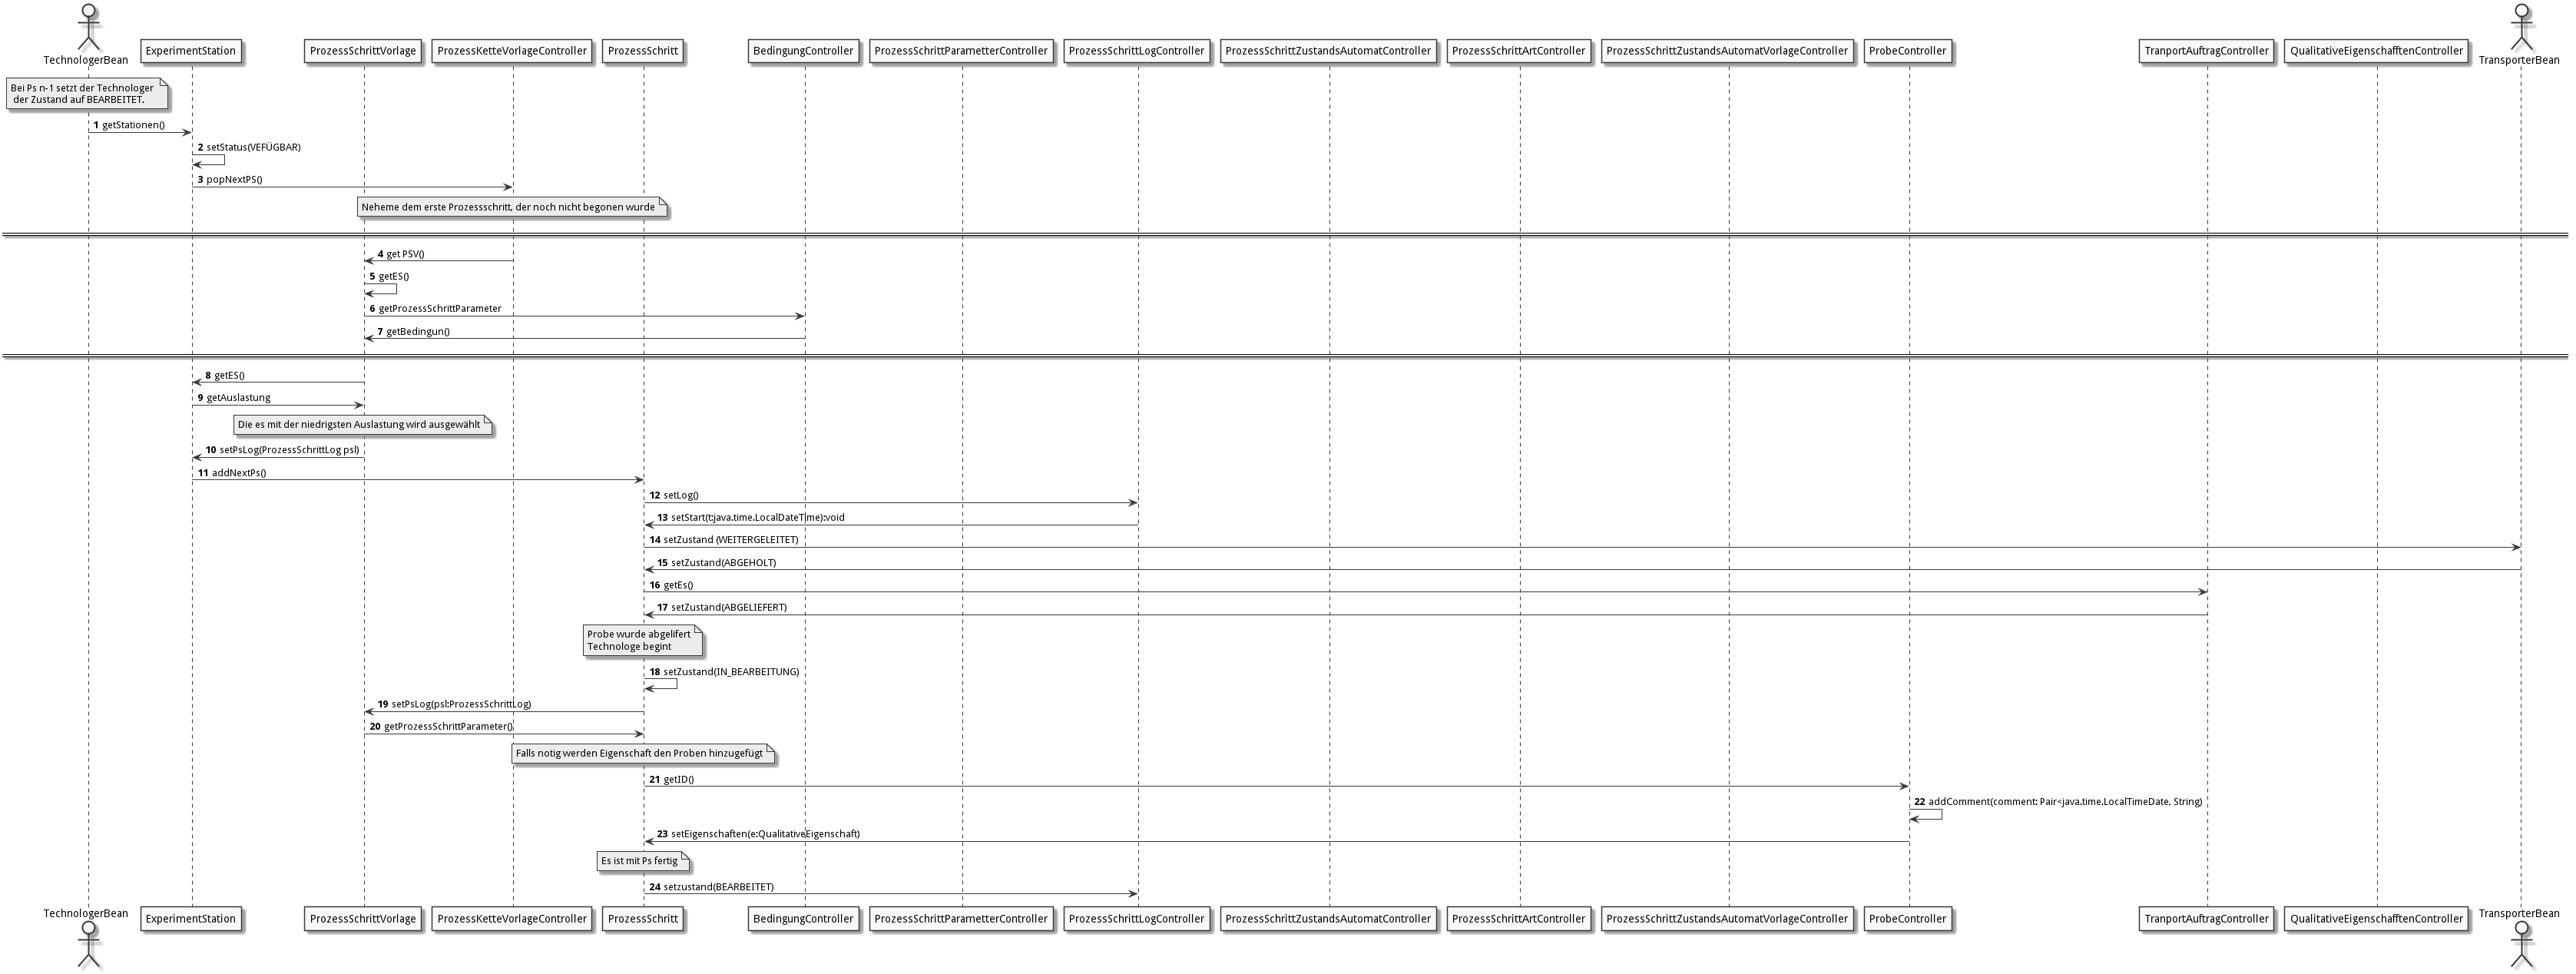 TechnologerBean
ExperimentStation
ProzessSchrittVorlage
ProzessKetteVorlageController
ProzessSchritt
BedingungController
ProzessSchrittParametterController
ProzessSchrittLogController
ProzessSchrittZustandsAutomatController
ProzessSchrittArtController
ProzessSchrittZustandsAutomatVorlageController
ProbeController
TranportAuftragController
QualitativeEigenschafftenController
TransporterBean
Bei Ps n-1 setzt der Technologer
der Zustand auf BEARBEITET.
1 getStationen()
2 setStatus(VEFÜGBAR)
3 popNextPS()
Neheme dem erste Prozessschritt, der noch nicht begonen wurde
4 get PSV()
5 getES()
6 getProzessSchrittParameter
7 getBedingun()
8 getES()
9 getAuslastung
Die es mit der niedrigsten Auslastung wird ausgewählt
10 setPsLog(ProzessSchrittLog psl)
11 addNextPs()
12 setLog()
13 setStart(t:java.time.LocalDateTime):void
14 setZustand (WEITERGELEITET)
15 setZustand(ABGEHOLT)
16 getEs()
17 setZustand(ABGELIEFERT)
Probe wurde abgelifert
Technologe begint
18 setZustand(IN_BEARBEITUNG)
19 setPsLog(psl:ProzessSchrittLog)
20 getProzessSchrittParameter()
Falls notig werden Eigenschaft den Proben hinzugefügt
21 getID()
22 addComment(comment: Pair<java.time.LocalTimeDate, String)
23 setEigenschaften(e:QualitativeEigenschaft)
Es ist mit Ps fertig
24 setzustand(BEARBEITET)
TechnologerBean
ExperimentStation
ProzessSchrittVorlage
ProzessKetteVorlageController
ProzessSchritt
BedingungController
ProzessSchrittParametterController
ProzessSchrittLogController
ProzessSchrittZustandsAutomatController
ProzessSchrittArtController
ProzessSchrittZustandsAutomatVorlageController
ProbeController
TranportAuftragController
QualitativeEigenschafftenController
TransporterBean